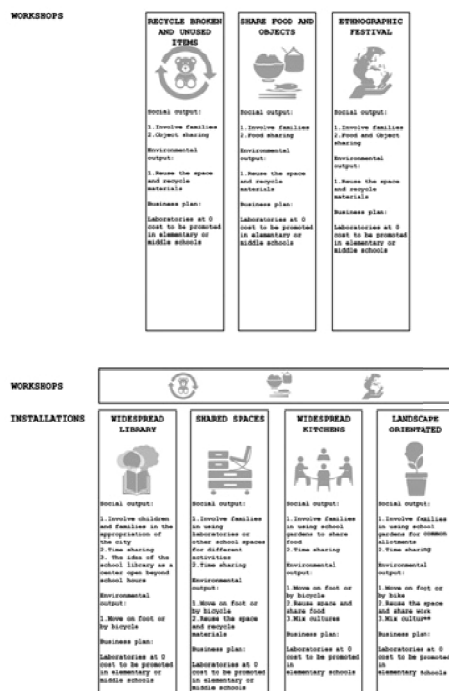 WORKSHOPS
RECYCLE BROKEN
AND UNUSED
ITEMS
Social output:
1.Involve families
2.Object sharing
Environmental
output:
1.Reuse the space
and recycle
materials
Business plan:
Laboratories at 0
cost to be promoted
in elementary or
middle schools
SHARE FOOD AND
OBJECTS
Social output:
1.Involve families
2.Food sharing
Environmental
output:
1.Reuse the space
and recycle
materials
Business plan:
Laboratories at 0
cost to be promoted
in elementary or
middle schools
ETHNOGRAPHIC
FESTIVAL
Social output:
1.Involve families
2.Food and Object
sharing
Environmental
output:
1.Reuse the space
and recycle
materials
Business plan:
Laboratories at 0
cost to be promoted
in elementary or
middle schools
WORKSHOPS
INSTALLATIONS
WIDESPREAD
LIBRARY
Social output:
1.Involve children
and families in the
appropriation of
the city
2.Time sharing
3. The idea of the
school library as a
center open beyond
school hours
Environmental
output:
1.Move on foot or
by bicycle
Business plan:
Laboratories at 0
cost to be promoted
in elementary or
middle schools
SHARED SPACES
Social output:
1.Involve families
in using
laboratories or
other school spaces
for different
activities
2.Time sharing
Environmental
output:
1.Move on foot or
by bicycle
2.Reuse the space
and recycle
materials
Business plan:
Laboratories at 0
cost to be promoted
in elementary or
middle schools
WIDESPREAD
KITCHENS
Social output:
1.Involve families
in using school
gardens to share
food
2.Time sharing
Environmental
output:
1.Move on foot or
by bicycle
2.Reuse space and
share food
3.Mix cultures
Business plan:
Laboratories at 0
cost to be promoted
in
elementary schools
LANDSCAPE
ORIENTATED
Social output:
1.Involve families
in using school
gardens for common
allotments
2.Time sharing
Environmental
output:
1.Move on foot or
by bike
2.Reuse the space
and share work
Business plan:
Laboratories at 0
cost to be promoted
in
elementary schools